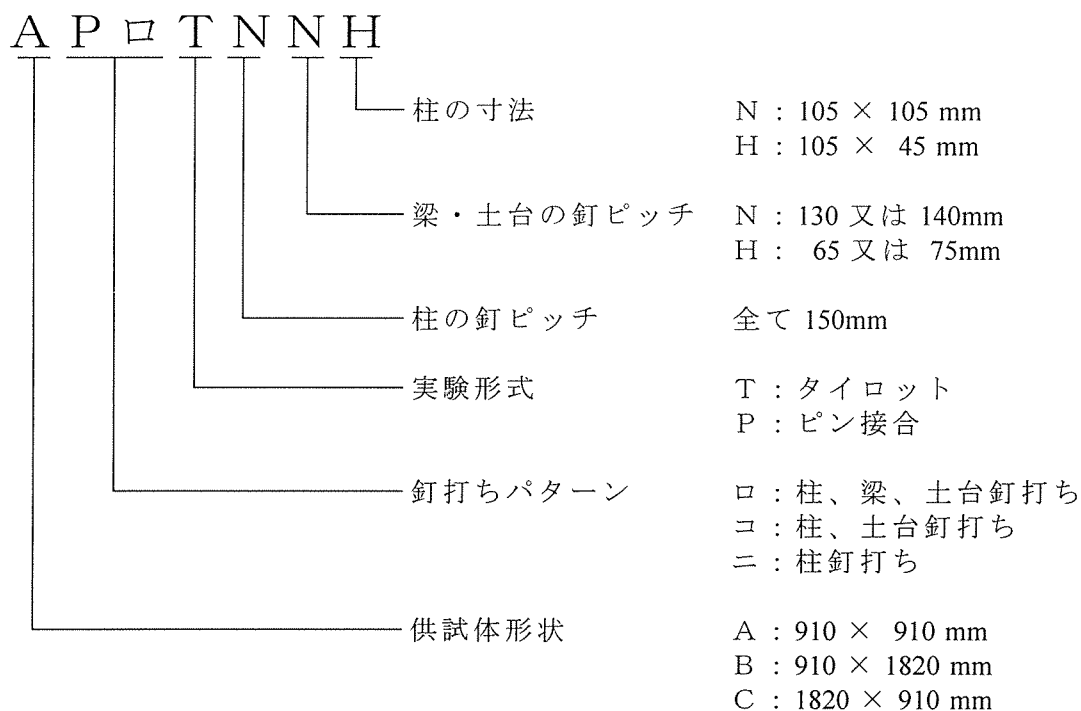 A Pロ T N N H
柱の寸法 N : 105 × 105 mm
H : 105 × 45 mm
梁・土台の釘ピッチ N : 130 又は 140mm
H : 65 又は 75mm
柱の釘ピッチ 全て 150mm
実験形式 T : タイロット
P : ピン接合
釘打ちパターン ロ : 柱、梁、土台釘打ち
コ : 柱、土台釘打ち
ニ : 柱釘打ち
供試体形状 A : 910 × 910 mm
B : 910 × 1820 mm
C : 1820 × 910 mm